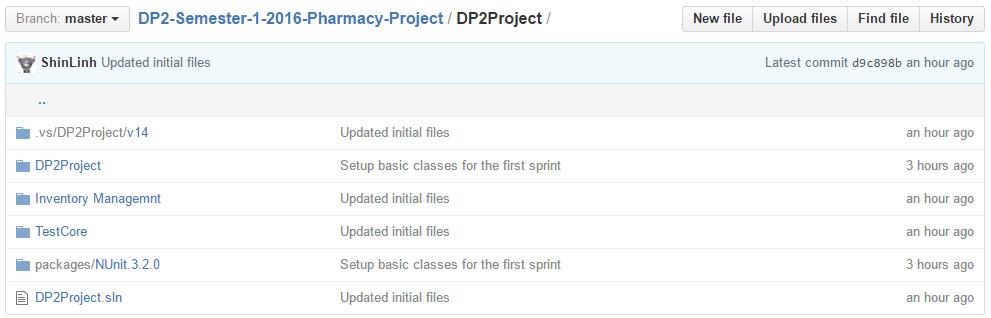 Branch: master DP2-Semester-1-2016-Pharmacy-Project / DP2Project / New file Upload files Find file History
ShinLinh Updated initial files Latest commit d9c898b an hour ago
..
.vs/DP2Project/v14 Updated initial files an hour ago
DP2Project Setup basic classes for the first sprint 3 hours ago
Inventory Managemnt Updated initial files an hour ago
TestCore Updated initial files an hour ago
packages/NUnit.3.2.0 Setup basic classes for the first sprint 3 hours ago
DP2Project.sln Updated initial files an hour ago